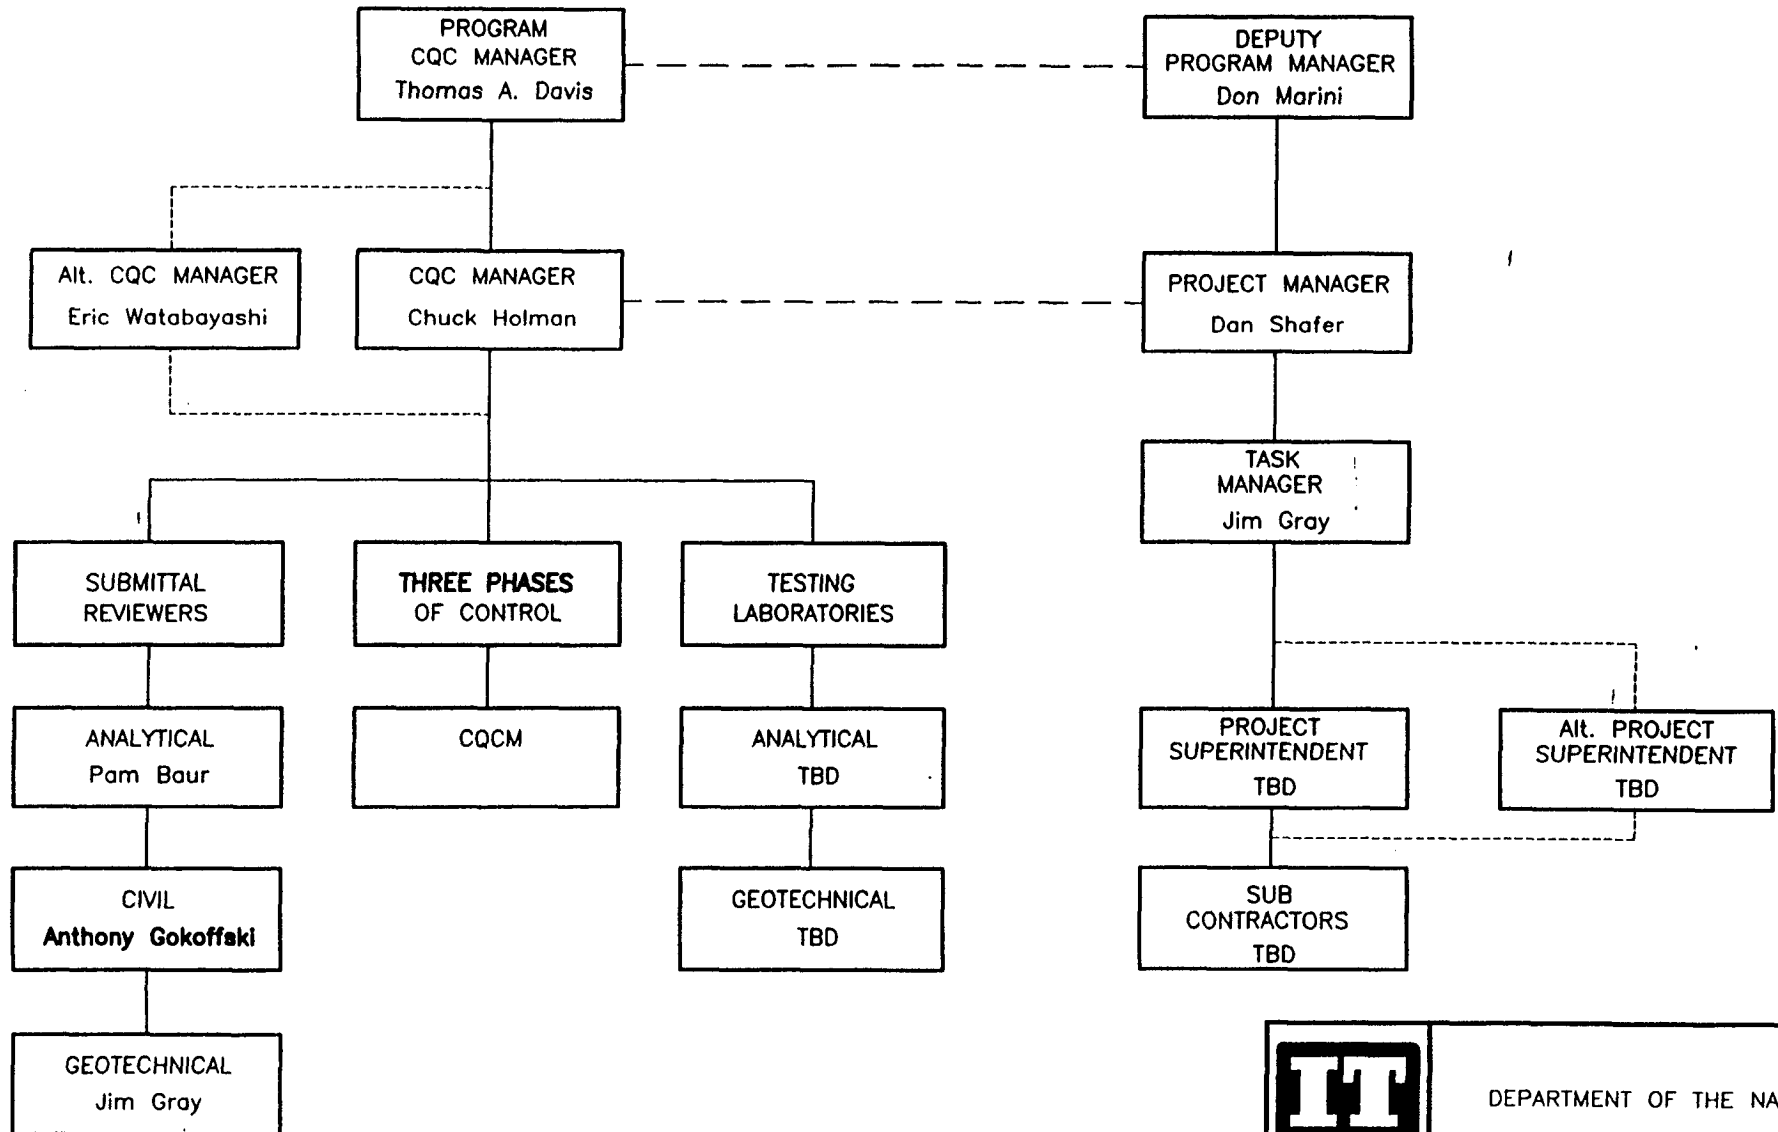 PROGRAM
CQC MANAGER
Thomas A. Davis
DEPUTY
PROGRAM MANAGER
Don Marini
Alt. CQC MANAGER
Eric Watabayashi
CQC MANAGER
Chuck Holman
PROJECT MANAGER
Dan Shafer
TASK
MANAGER
Jim Gray
SUBMITTAL
REVIEWERS
THREE PHASES
OF CONTROL
TESTING
LABORATORIES
ANALYTICAL
Pam Baur
CQCM
ANALYTICAL
TBD
PROJECT
SUPERINTENDENT
TBD
Alt. PROJECT
SUPERINTENDENT
TBD
CIVIL
Anthony Gokoffski
GEOTECHNICAL
TBD
SUB
CONTRACTORS
TBD
GEOTECHNICAL
Jim Gray
IT
DEPARTMENT OF THE NA